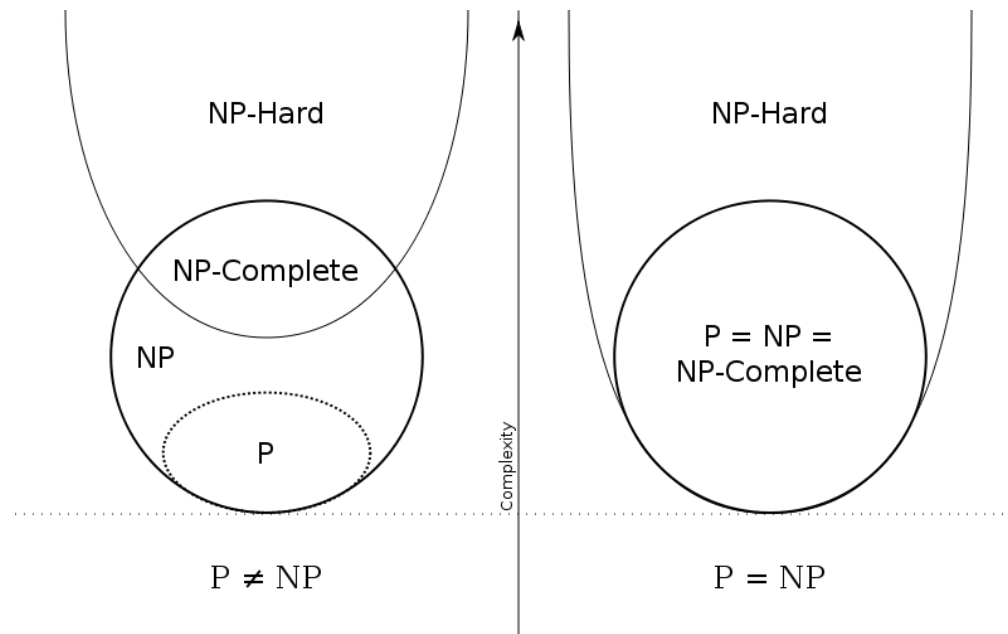 NP-Hard
NP-Complete
NP
P
P ≠ NP
Complexity
NP-Hard
P = NP =
NP-Complete
P = NP